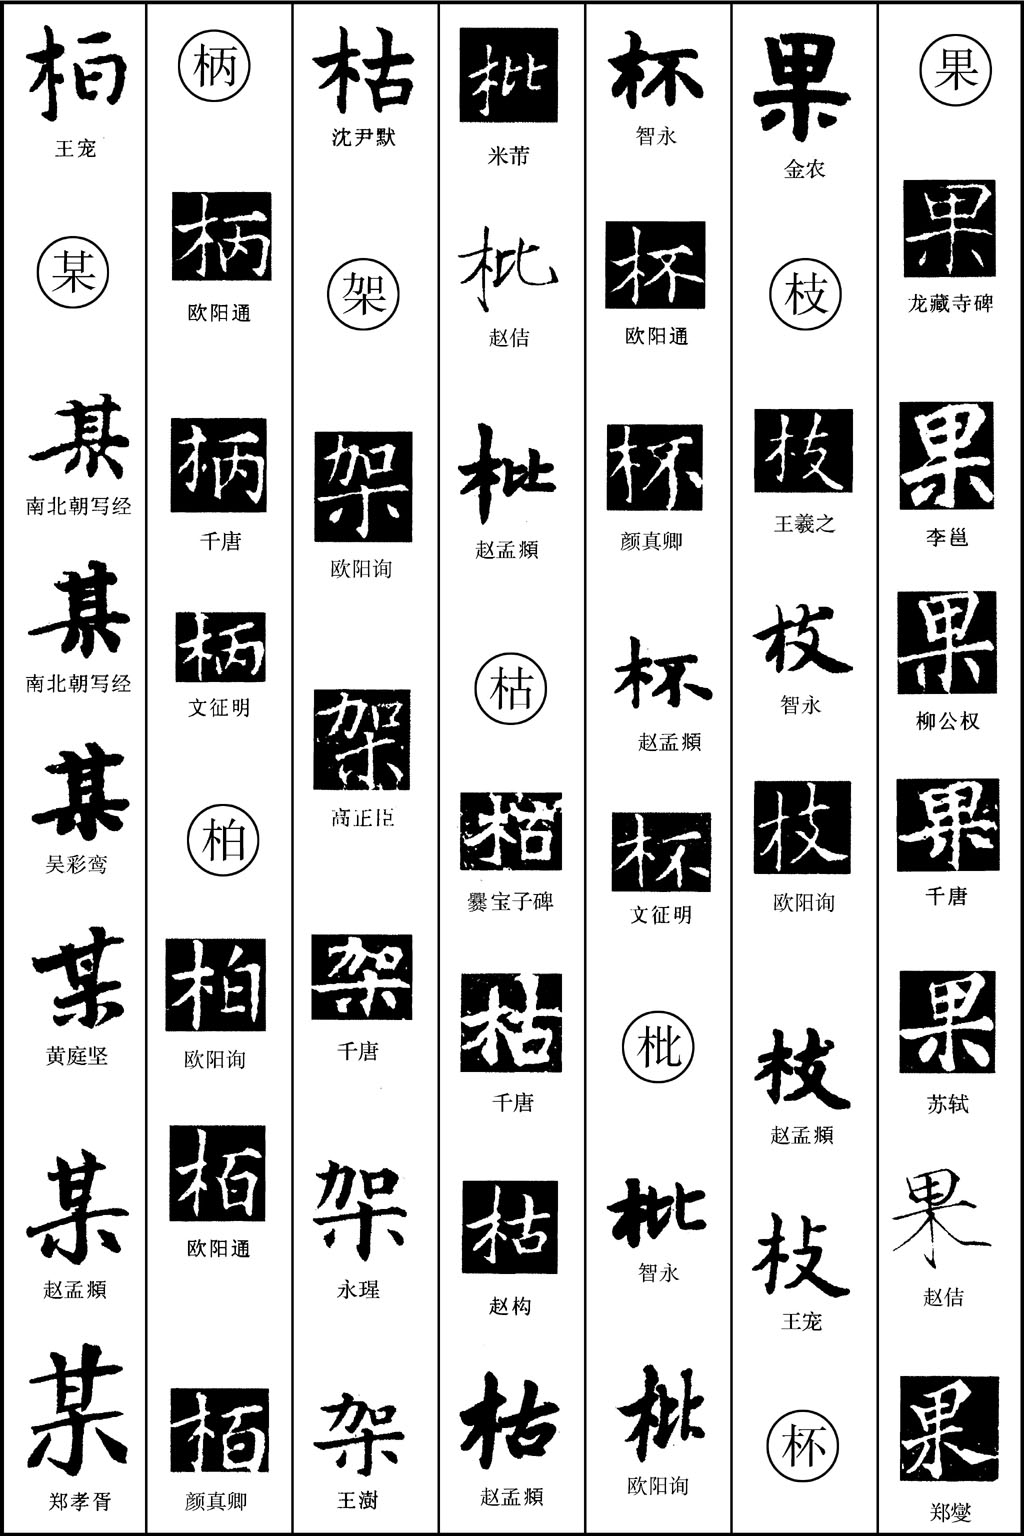 果
果
龙藏寺碑
果
李邕
果
柳公权
果
千唐
果
苏轼
果
赵佶
果
郑燮
果
金农
枝
枝
王羲之
枝
智永
枝
欧阳询
枝
赵孟頫
枝
王宠
杯
杯
智永
杯
欧阳通
杯
颜真卿
杯
赵孟頫
杯
文征明
枇
枇
智永
枇
欧阳询
枇
米芾
枇
赵佶
枇
赵孟頫
枯
枯
爨宝子碑
枯
千唐
枯
赵构
枯
赵孟頫
枯
沈尹默
架
架
欧阳询
架
高正臣
架
千唐
架
永瑆
架
王澍
柄
柄
欧阳通
柄
千唐
柄
文征明
柏
柏
欧阳询
栢
欧阳通
栢
颜真卿
柏
王宠
某
某
南北朝写经
某
南北朝写经
某
吴彩鸾
某
黄庭坚
某
赵孟頫
某
郑孝胥